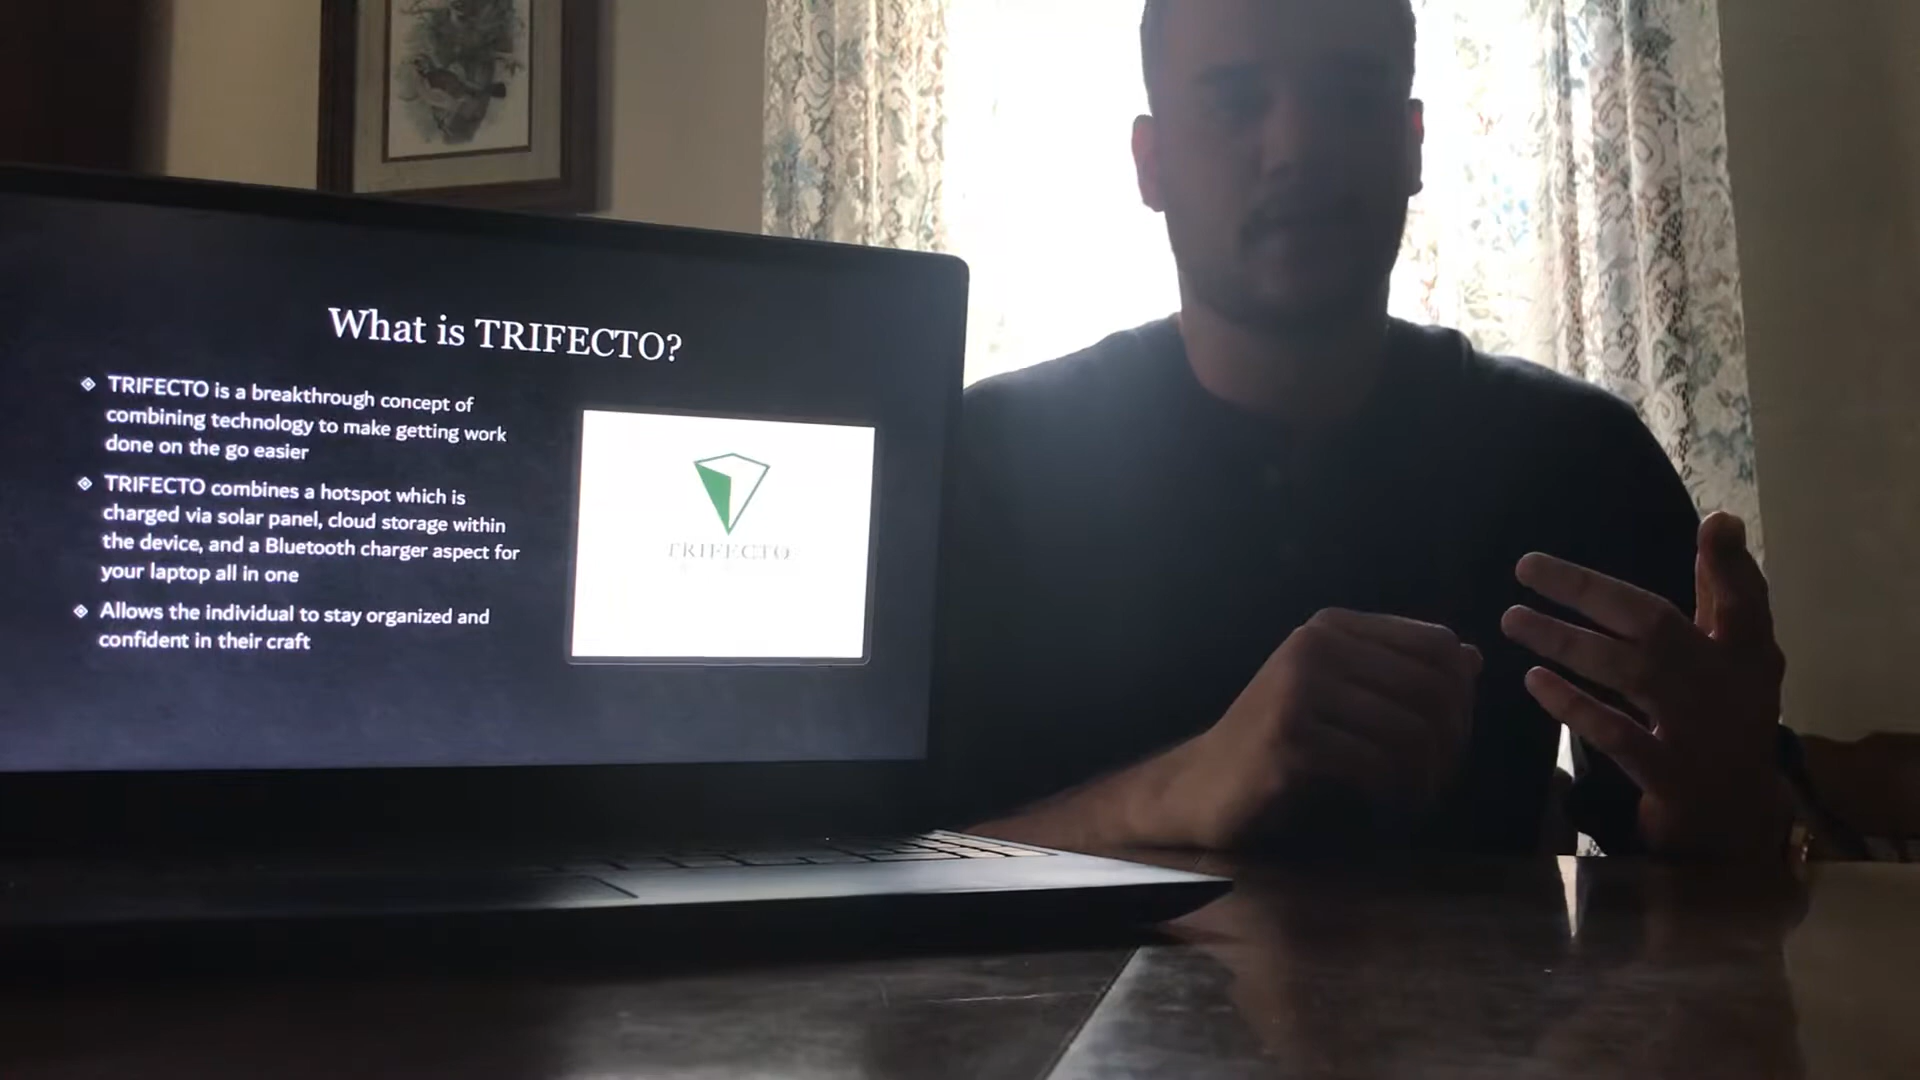 What is TRIFECTO?
TRIFECTO is a breakthrough concept of
combining technology to make getting work
done on the go easier
TRIFECTO combines a hotspot which is
charged via solar panel, cloud storage within
the device, and a Bluetooth charger aspect for
your laptop all in one
Allows the individual to stay organized and
confident in their craft
TRIFECTO